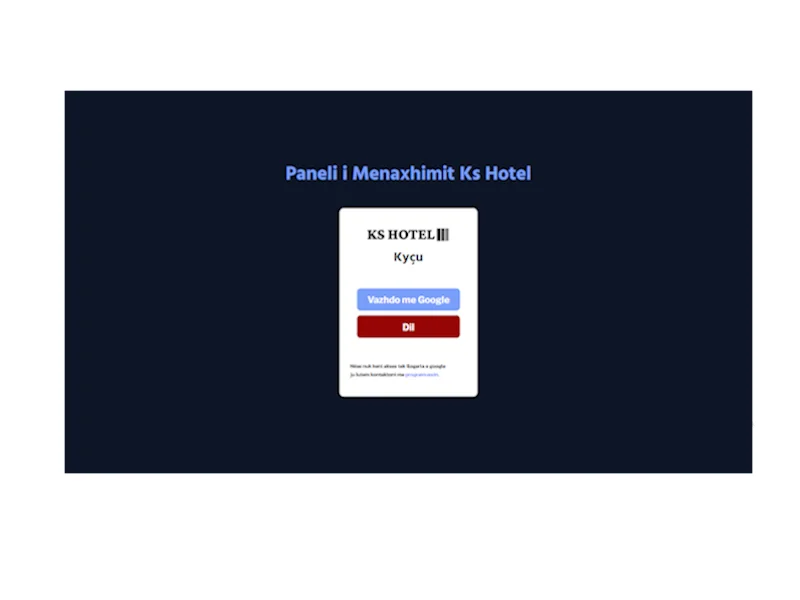 Paneli i Menaxhimit Ks Hotel
KS HOTEL
Kyçu
Vazhdo me Google
Dil
Nëse nuk keni akses tek llogaria e google
ju lutem kontaktoni me programuesin